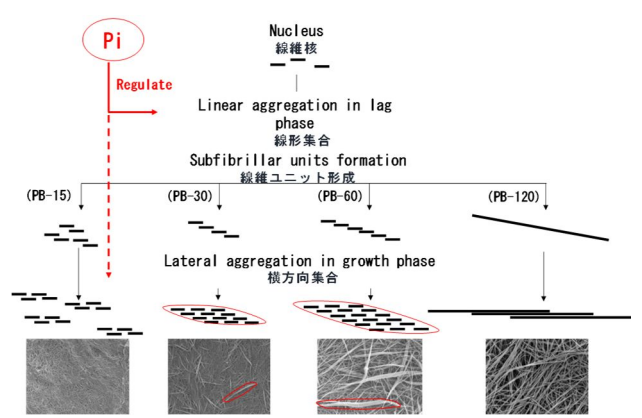 Pi
Regulate
Nucleus
線維核
Linear aggregation in lag
phase
線形集合
Subfibrillar units formation
線維ユニット形成
(PB-15)
(PB-30)
(PB-60)
(PB-120)
Lateral aggregation in growth phase
横方向集合